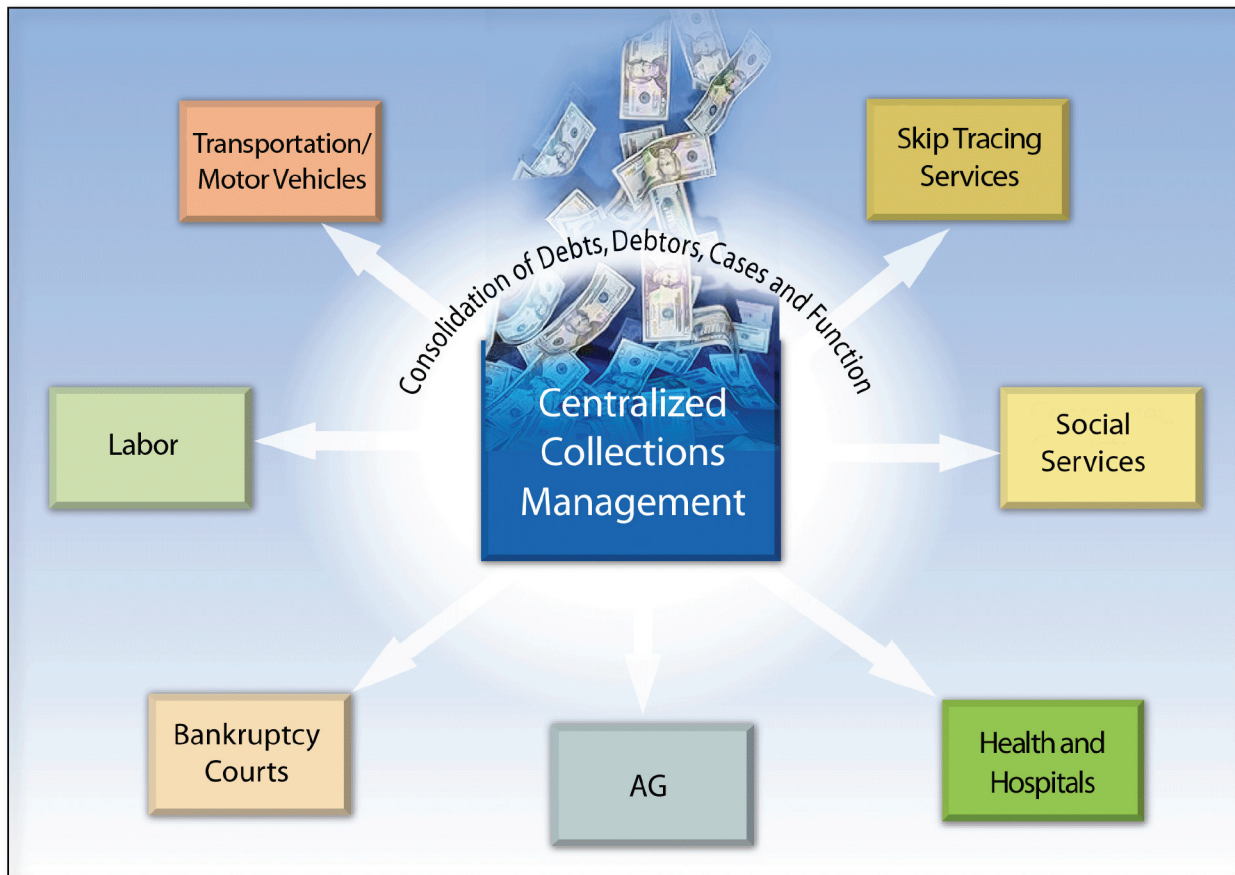 Transportation/
Motor Vehicles
Skip Tracing
Services
Consolidation of Debts, Debtors, Cases and Function
Centralized
Collections
Management
Labor
Social
Services
Bankruptcy
Courts
AG
Health and
Hospitals